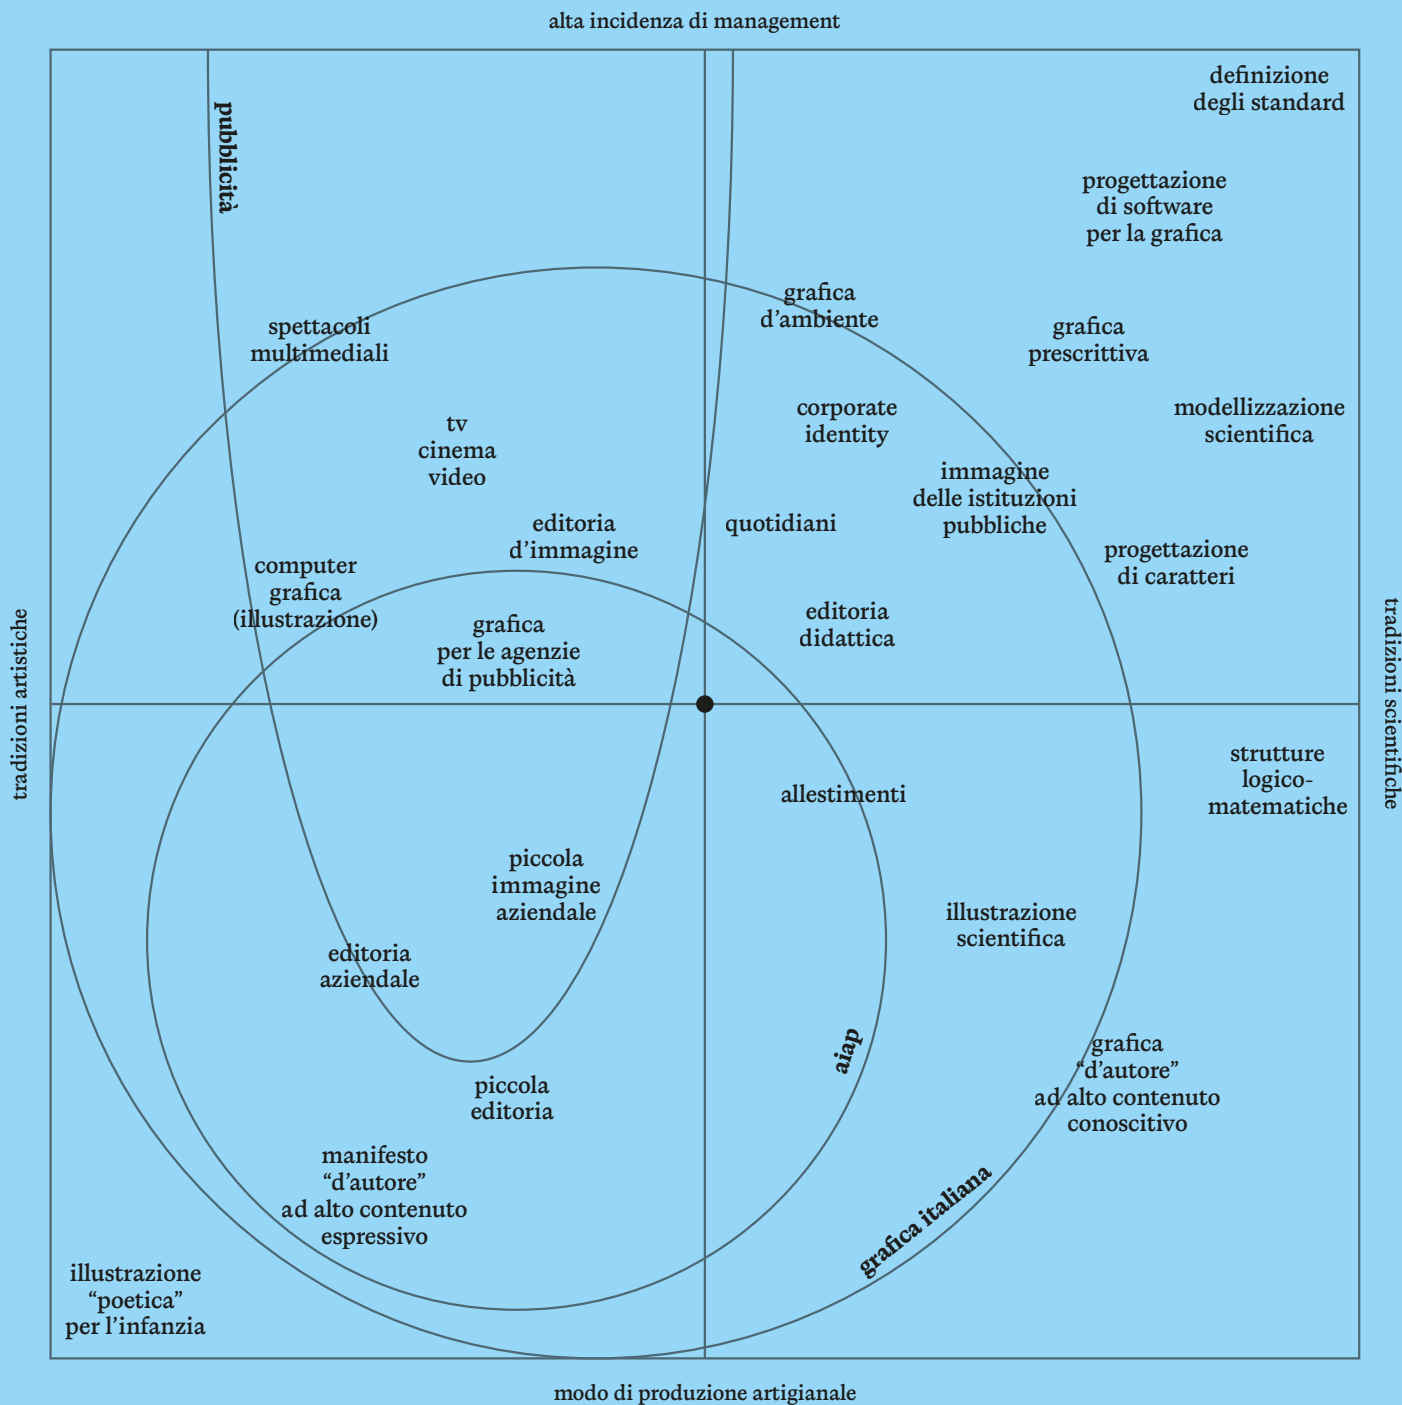 alta incidenza di management
definizione
degli standard
pubblicità
progettazione
di software
per la grafica
grafica
d’ambiente
spettacoli
multimediali
grafica
prescrittiva
corporate
identity
modellizzazione
scientifica
tv
cinema
video
immagine
delle istituzioni
pubbliche
editoria
d’immagine
quotidiani
progettazione
di caratteri
computer
grafica
(illustrazione)
grafica
per le agenzie
di pubblicità
editoria
didattica
tradizioni artistiche
tradizioni scientifiche
strutture
logico-
matematiche
allestimenti
piccola
immagine
aziendale
illustrazione
scientifica
editoria
aziendale
aiap
grafica
“d’autore”
ad alto contenuto
conoscitivo
piccola
editoria
manifesto
“d’autore”
ad alto contenuto
espressivo
grafica italiana
illustrazione
“poetica”
per l’infanzia
modo di produzione artigianale